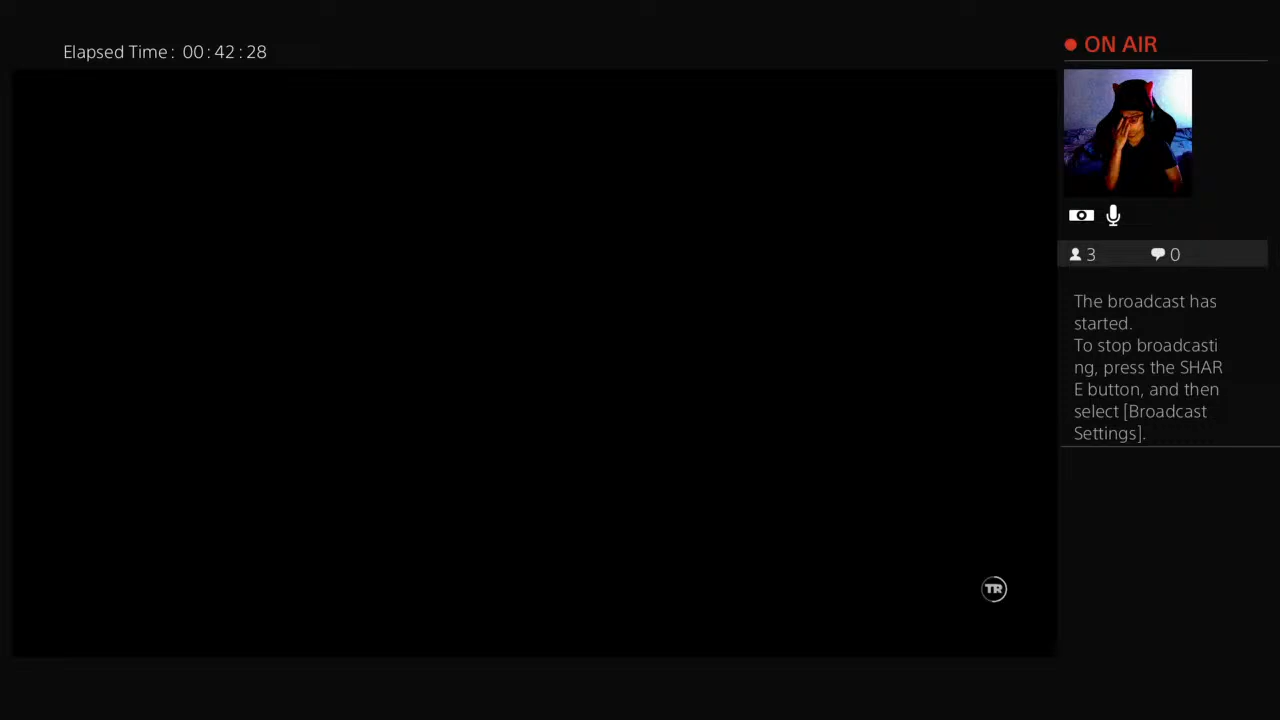 Elapsed Time: 00:42:28
ON AIR
3 0
The broadcast has
started.
To stop broadcasti
ng, press the SHAR
E button, and then
select [Broadcast
Settings].
TR